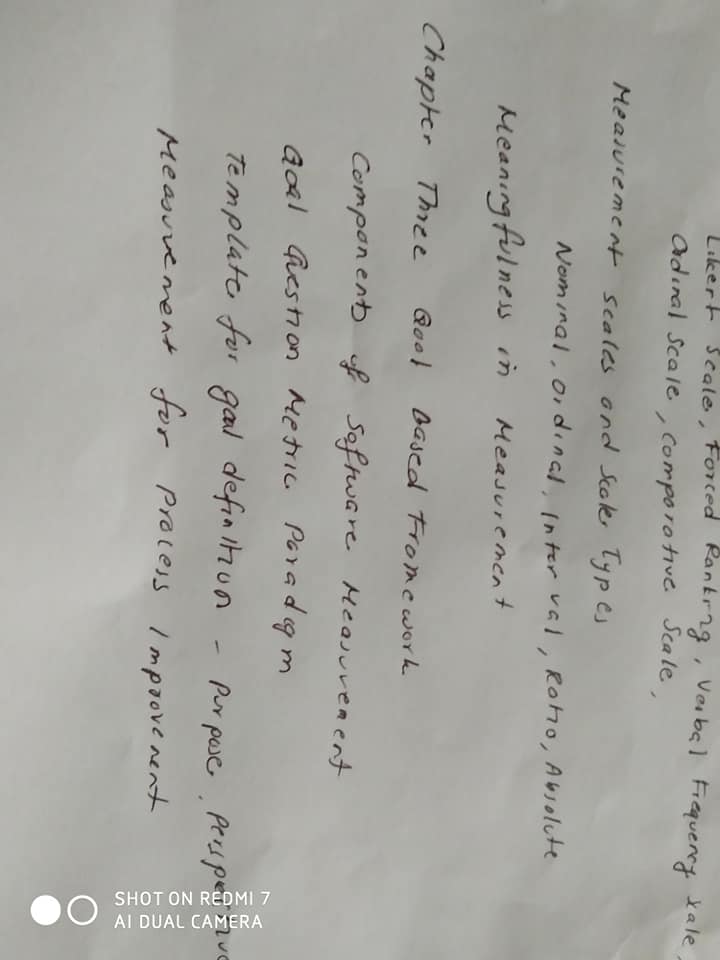 Likert Scale, Forced Ranking, Verbal Frequency Scale,
Ordinal Scale, Comparative Scale,
Measurement scales and Scale Types
Nominal, Ordinal, Interval, Ratio, Absolute
Meaningfulness in Measurement
Chapter Three Goal Based Framework
Components of Software Measurement
Goal Question Metric Paradigm
Template for goal definition - Purpose, Perspective
Measurement for Process Improvement
SHOT ON REDMI 7
AI DUAL CAMERA